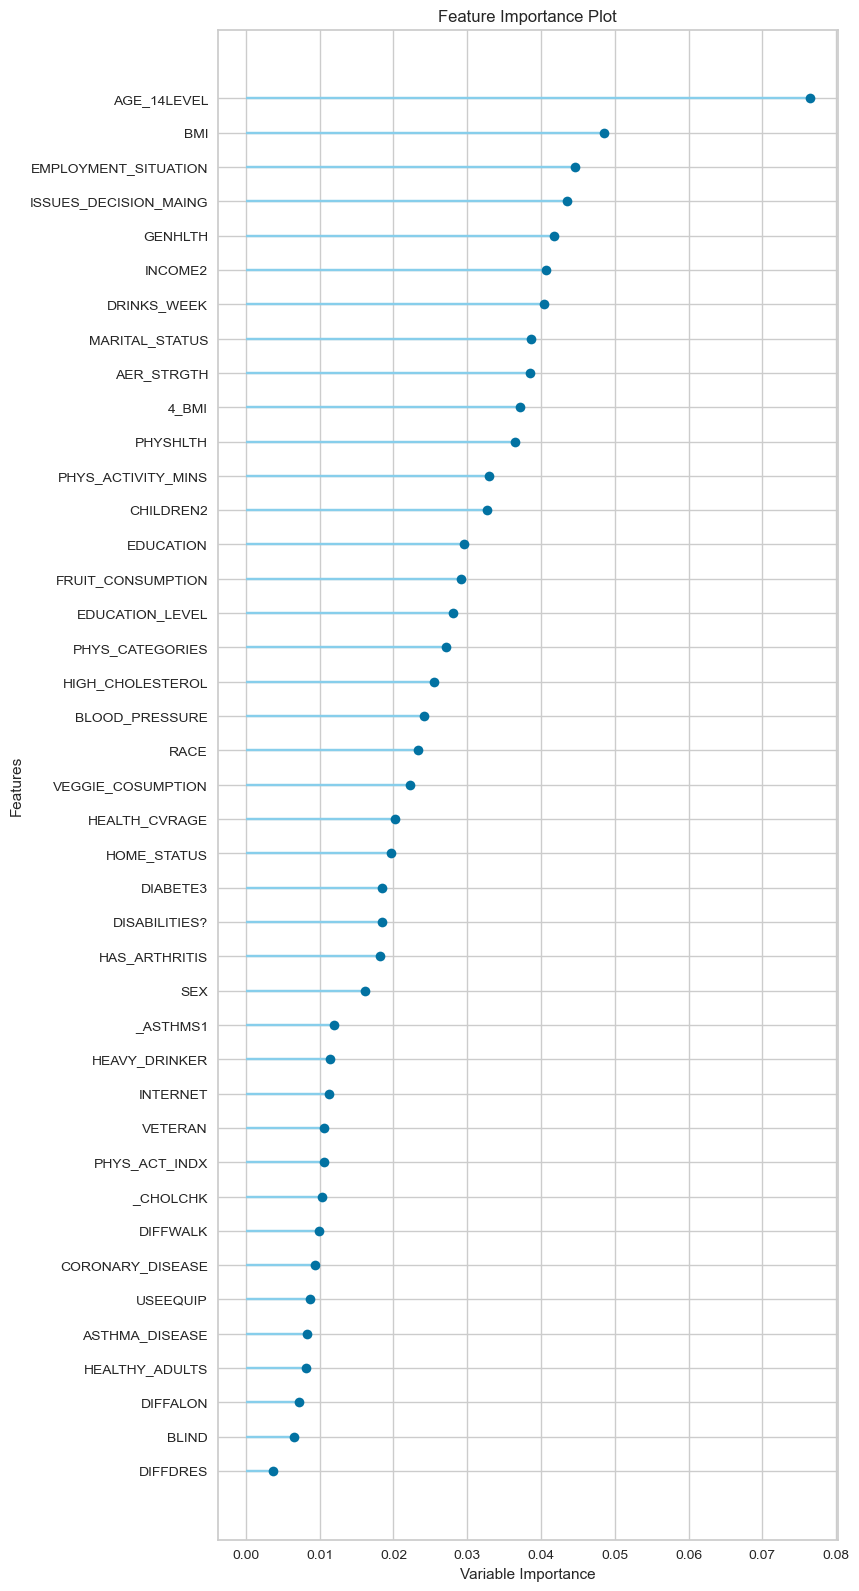 Feature Importance Plot
AGE_14LEVEL
BMI
EMPLOYMENT_SITUATION
ISSUES_DECISION_MAING
GENHLTH
INCOME2
DRINKS_WEEK
MARITAL_STATUS
AER_STRGTH
4_BMI
PHYSHLTH
PHYS_ACTIVITY_MINS
CHILDREN2
EDUCATION
FRUIT_CONSUMPTION
EDUCATION_LEVEL
PHYS_CATEGORIES
HIGH_CHOLESTEROL
BLOOD_PRESSURE
RACE
VEGGIE_COSUMPTION
HEALTH_CVRAGE
HOME_STATUS
DIABETE3
DISABILITIES?
HAS_ARTHRITIS
SEX
_ASTHMS1
HEAVY_DRINKER
INTERNET
VETERAN
PHYS_ACT_INDX
_CHOLCHK
DIFFWALK
CORONARY_DISEASE
USEEQUIP
ASTHMA_DISEASE
HEALTHY_ADULTS
DIFFALON
BLIND
DIFFDRES
Features
0.00 0.01 0.02 0.03 0.04 0.05 0.06 0.07 0.08
Variable Importance